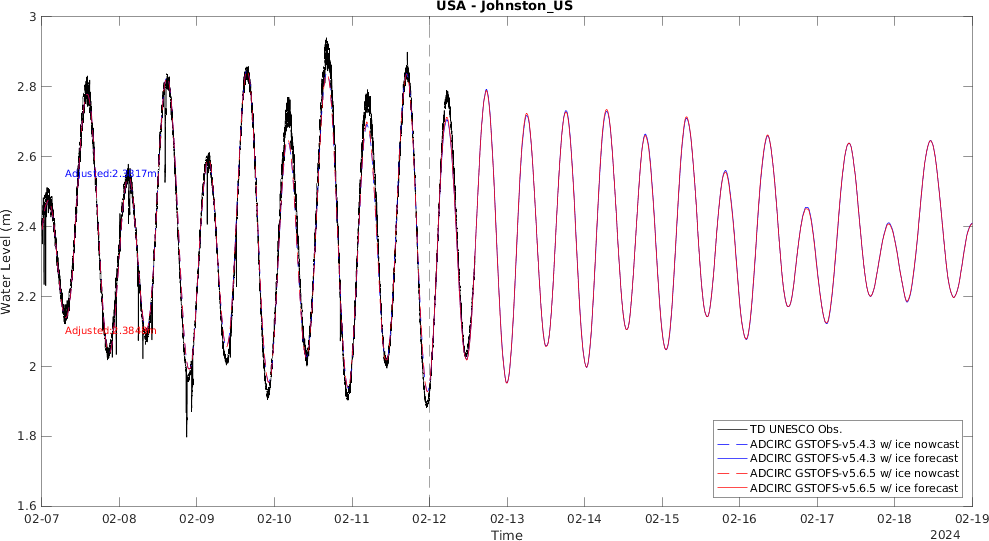 USA - Johnston_US
3
2.8
2.6
2.4
2.2
2
1.8
1.6
Water Level (m)
02-07
02-08
02-09
02-10
02-11
02-12
02-13
02-14
02-15
02-16
02-17
02-18
02-19
Time
2024
TD UNESCO Obs.
ADCIRC GSTOFS-v5.4.3 w/ ice nowcast
ADCIRC GSTOFS-v5.4.3 w/ ice forecast
ADCIRC GSTOFS-v5.6.5 w/ ice nowcast
ADCIRC GSTOFS-v5.6.5 w/ ice forecast